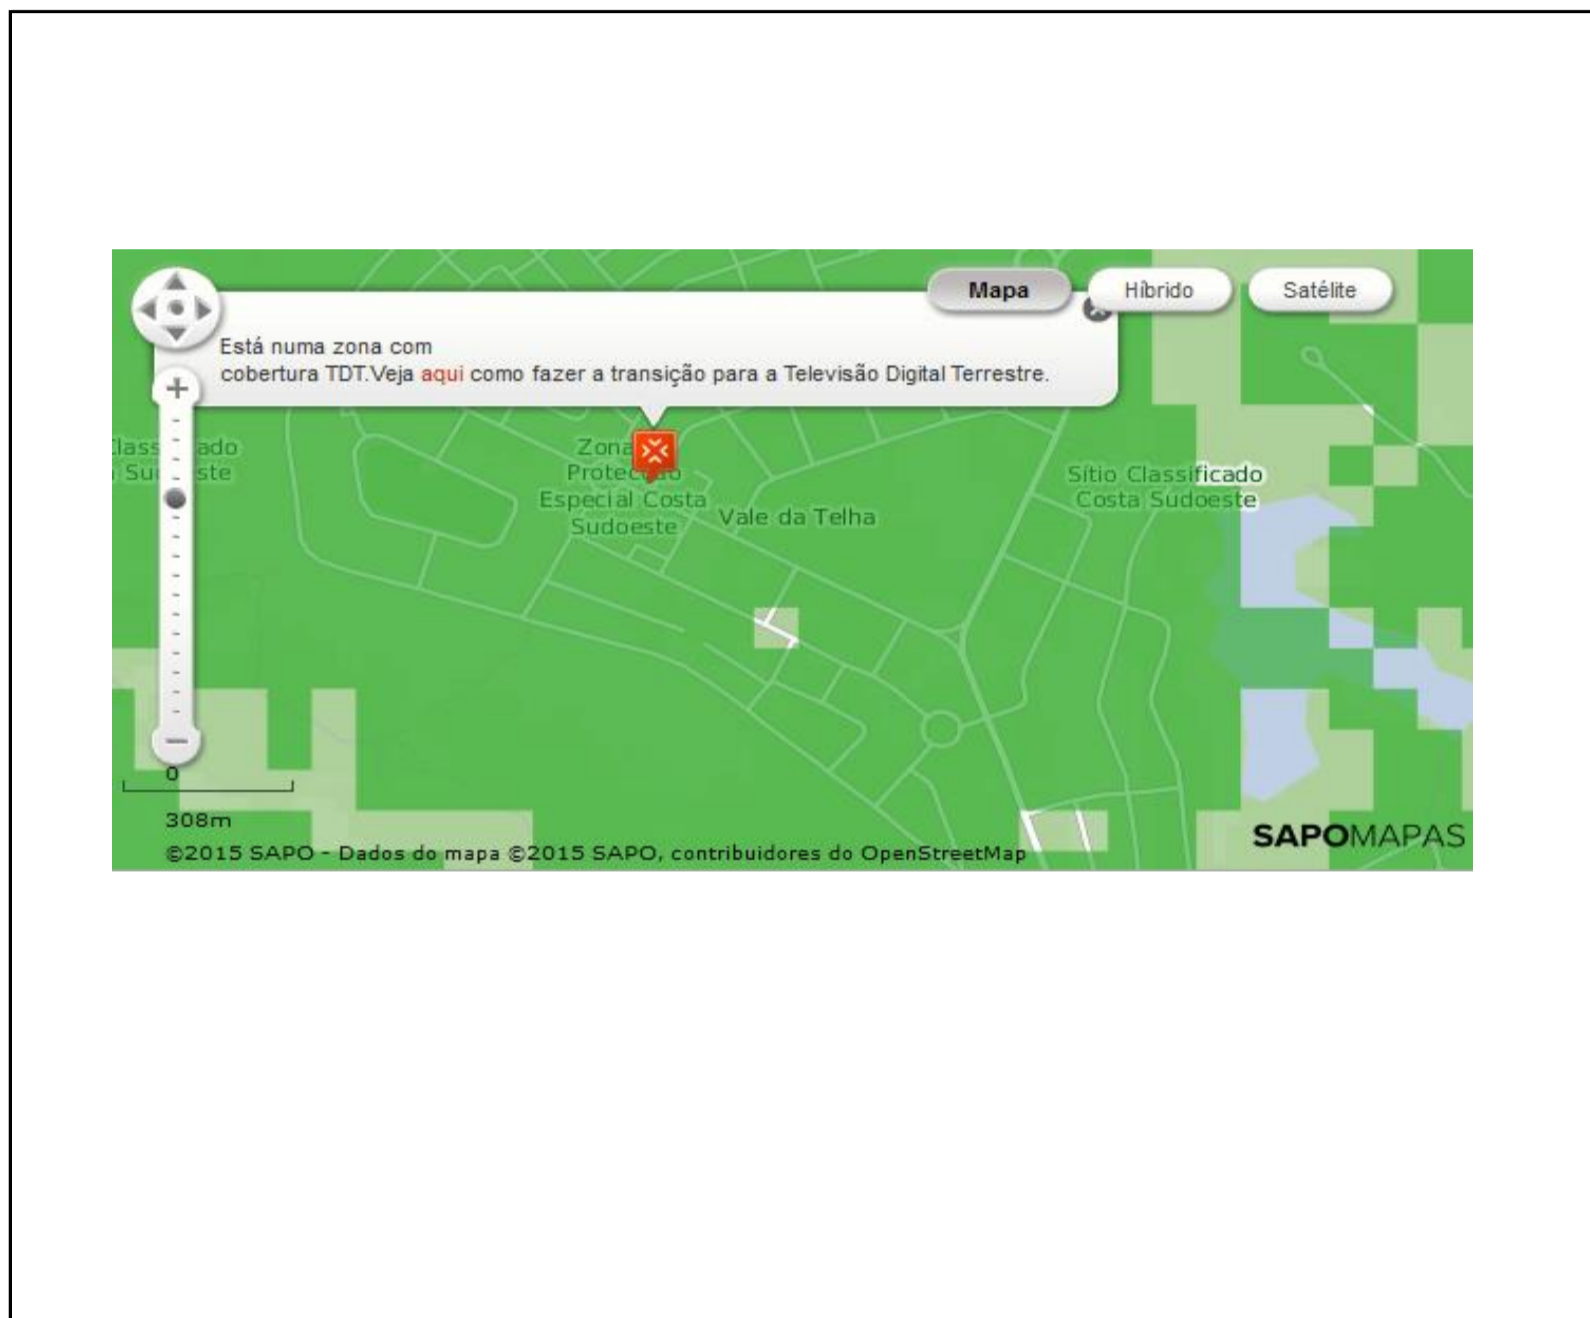 Mapa
Híbrido
Satélite
Está numa zona com
cobertura TDT.Veja aqui como fazer a transição para a Televisão Digital Terrestre.
ado
ste
Zona
Especial Costa
Sudoeste
Vale da Telha
Sítio Classificado
Costa Sudoeste
0
308m
©2015 SAPO - Dados do mapa ©2015 SAPO, contribuidores do OpenStreetMap
SAPOMAPAS